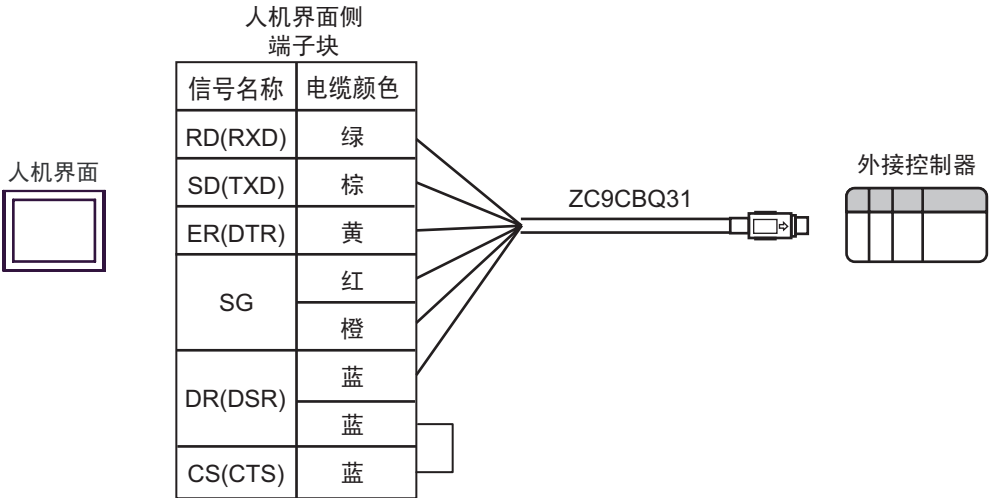 人机界面侧
端子块
信号名称 电缆颜色
RD(RXD) 绿
SD(TXD) 棕
ER(DTR) 黄
SG 红
橙
DR(DSR) 蓝
蓝
CS(CTS) 蓝
人机界面
ZC9CBQ31
外接控制器